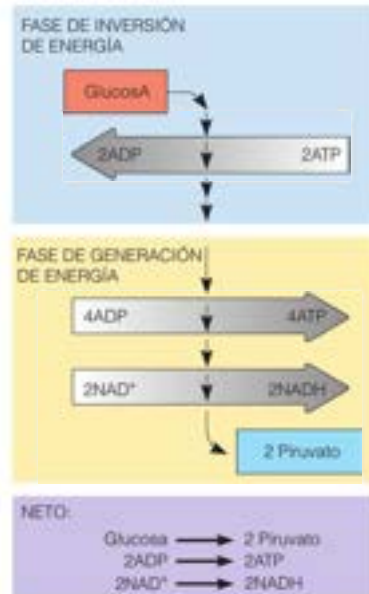 FASE DE INVERSIÓN
DE ENERGÍA
GlucosA
2ADP 2ATP
FASE DE GENERACIÓN
DE ENERGÍA
4ADP 4ATP
2NAD⁺ 2NADH
2 Piruvato
NETO:
Glucosa → 2 Piruvato
2ADP → 2ATP
2NAD⁺ → 2NADH